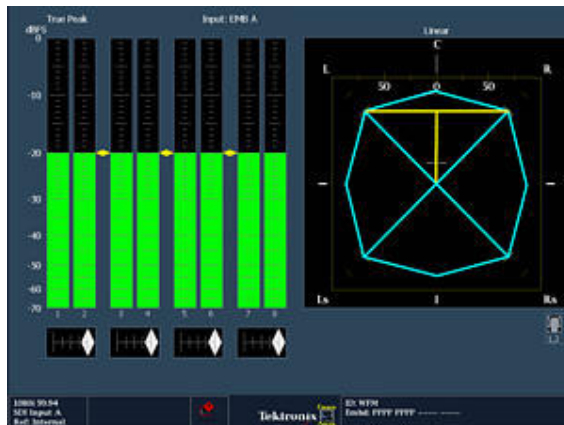 True Peak
Input: EMB A
dBFS
0
-10
-20
-30
-40
-50
-60
-70
1 2 3 4 5 6 7 8
Linear
C
L R
50 0 50
Ls Rs
1080i 59.94
SDI Input A
Ref: Internal
Tektronix
ID: WFM
Embd: FFFF FFFF ---- ----